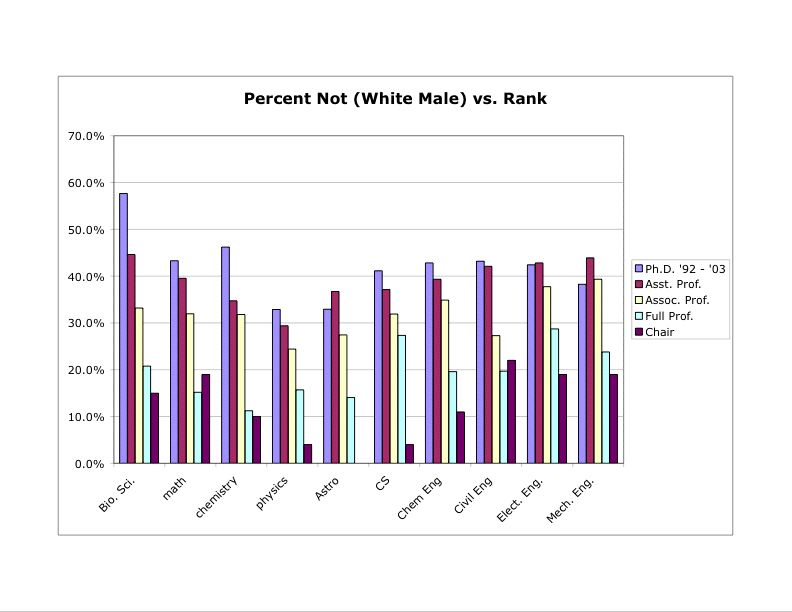 Percent Not (White Male) vs. Rank
70.0%
60.0%
50.0%
40.0%
30.0%
20.0%
10.0%
0.0%
Bio. Sci.
math
chemistry
physics
Astro
CS
Chem Eng
Civil Eng
Elect. Eng.
Mech. Eng.
Ph.D. '92 - '03
Asst. Prof.
Assoc. Prof.
Full Prof.
Chair